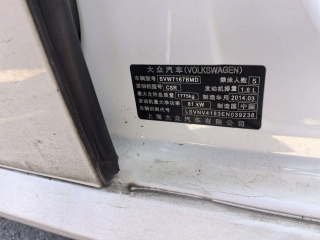 大众汽车(VOLKSWAGEN)
车辆型号 SVW7167BMD 乘坐人数 5
发动机型号 CSR 发动机排量 1.6 L
最大允许总质量 1775kg 制造年月 2014.03
发动机最大净功率 81 kW 制造国 中国
LSVNV4183EN039238
上海大众汽车有限公司